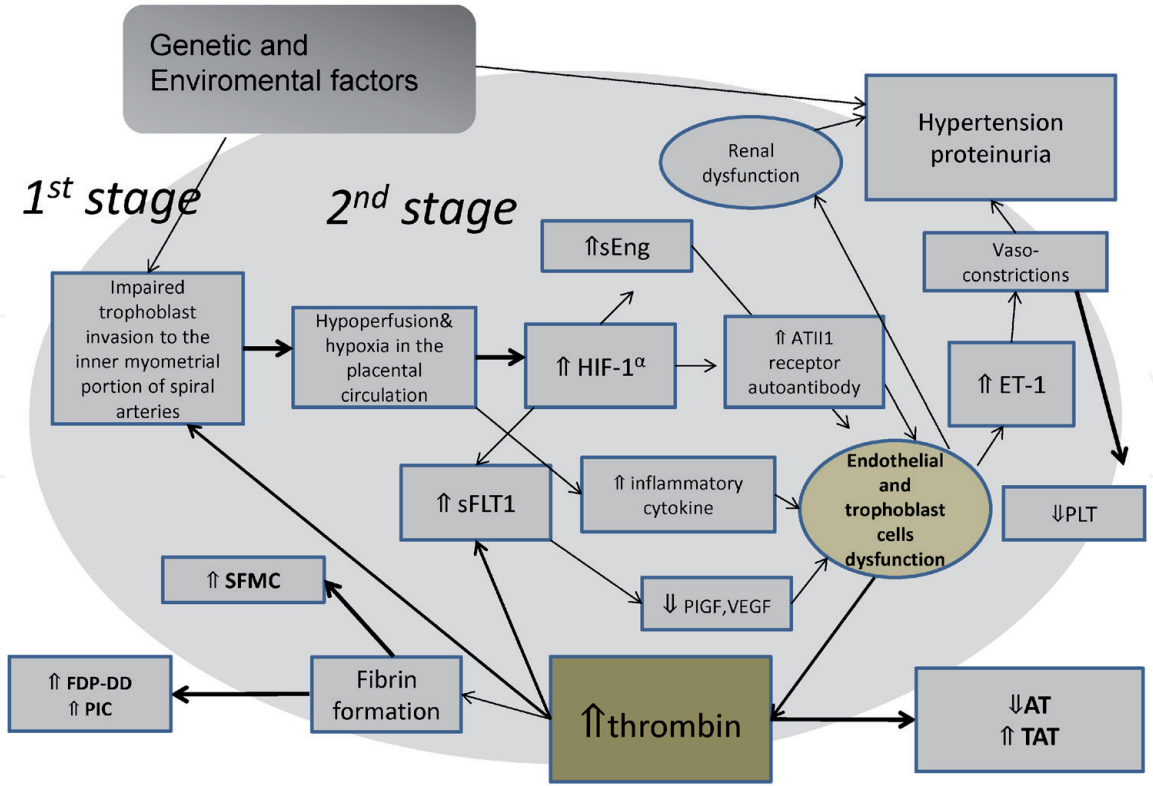 Genetic and
Enviromental factors
1st stage
2nd stage
Renal
dysfunction
Hypertension
proteinuria
⇑sEng
Vaso-
constrictions
Impaired
trophoblast
invasion to the
inner myometrial
portion of spiral
arteries
Hypoperfusion&
hypoxia in the
placental
circulation
⇑ HIF-1α
⇑ ATII1
receptor
autoantibody
⇑ ET-1
⇑ sFLT1
⇑ inflammatory
cytokine
Endothelial
and
trophoblast
cells
dysfunction
⇓PLT
⇑ SFMC
⇓ PIGF,VEGF
⇑ FDP-DD
⇑ PIC
Fibrin
formation
⇑thrombin
⇓AT
⇑ TAT